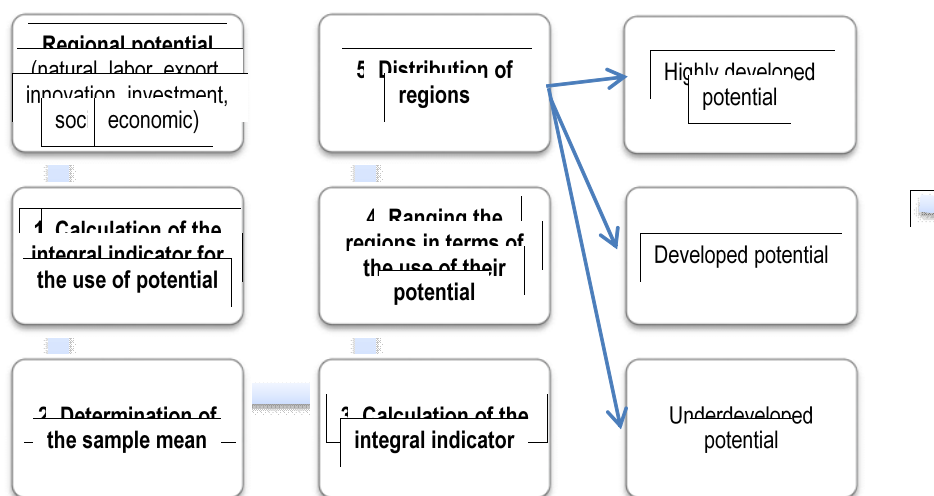 Regional potential
(natural, labor, export,
innovation, investment,
soc economic)
1. Calculation of the
integral indicator for
the use of potential
2. Determination of
the sample mean
5. Distribution of
regions
4. Ranging the
regions in terms of
the use of their
potential
3. Calculation of the
integral indicator
Highly developed
potential
Developed potential
Underdeveloped
potential